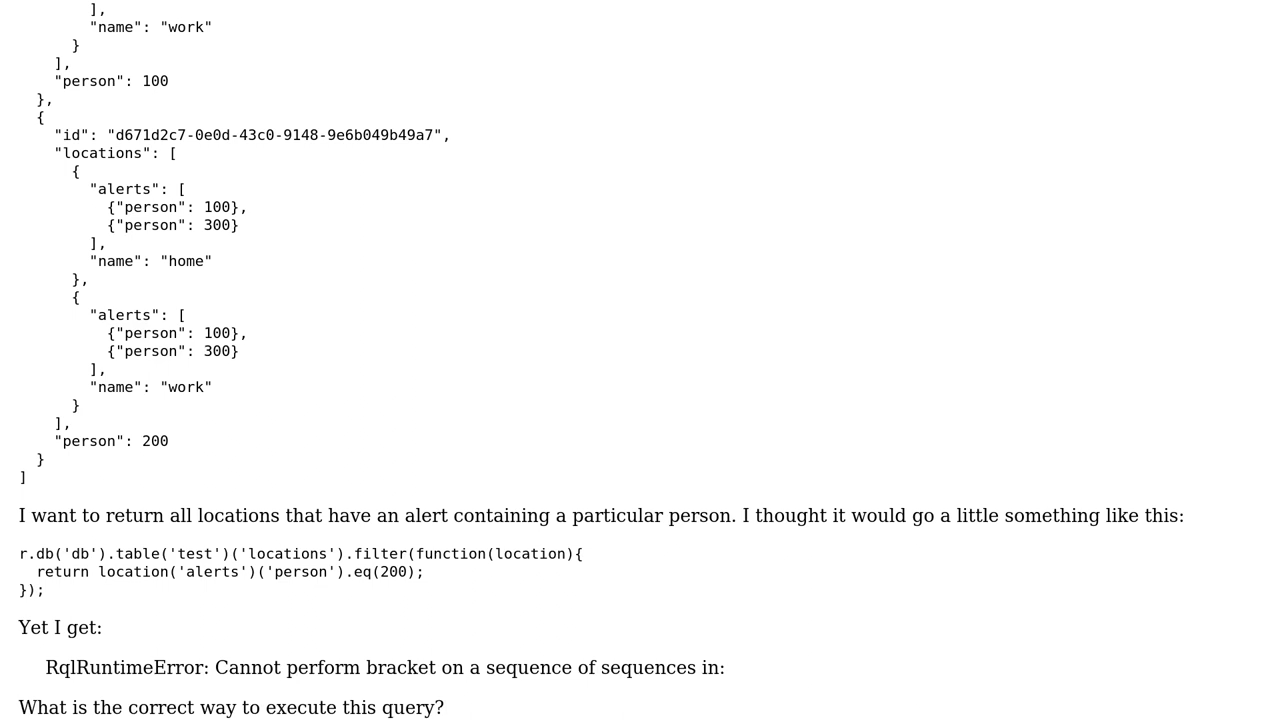 ],
        "name": "work"
      }
    ],
    "person": 100
  },
  {
    "id": "d671d2c7-0e0d-43c0-9148-9e6b049b49a7",
    "locations": [
      {
        "alerts": [
          {"person": 100},
          {"person": 300}
        ],
        "name": "home"
      },
      {
        "alerts": [
          {"person": 100},
          {"person": 300}
        ],
        "name": "work"
      }
    ],
    "person": 200
  }
]
I want to return all locations that have an alert containing a particular person. I thought it would go a little something like this:
r.db('db').table('test')('locations').filter(function(location){
  return location('alerts')('person').eq(200);
});
Yet I get:
RqlRuntimeError: Cannot perform bracket on a sequence of sequences in:
What is the correct way to execute this query?